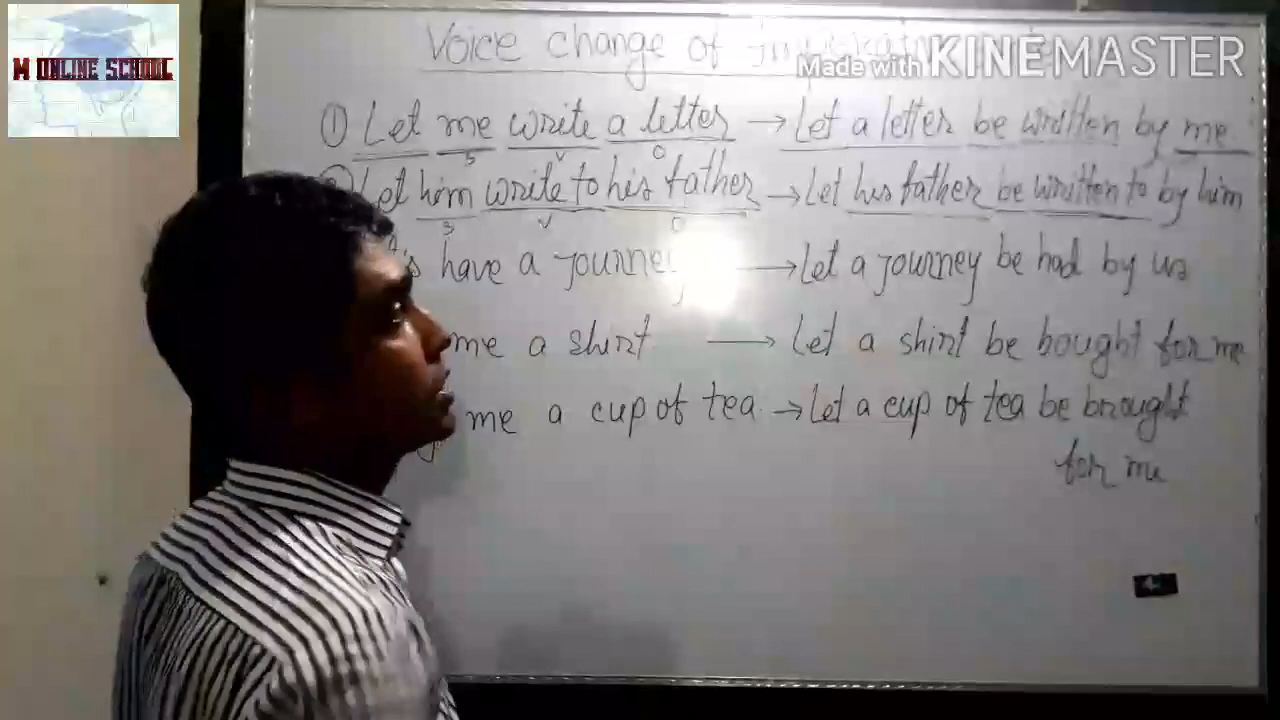 M ONLINE SCHOOL
Made with KINEMASTER
Voice change of
① Let me write a letter → Let a letter be written by me
S V O
Let him write to his father → Let his father be written to by him
S V O
have a journey → Let a journey be had by us
me a shirt → Let a shirt be bought for me
me a cup of tea. → Let a cup of tea be brought
for me
4